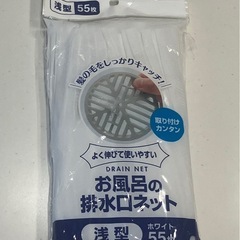 浅型 55枚
髪の毛をしっかりキャッチ!
取り付け
カンタン
よく伸びて使いやすい
DRAIN NET
お風呂の
排水口ネット
浅型
ホワイト
55枚